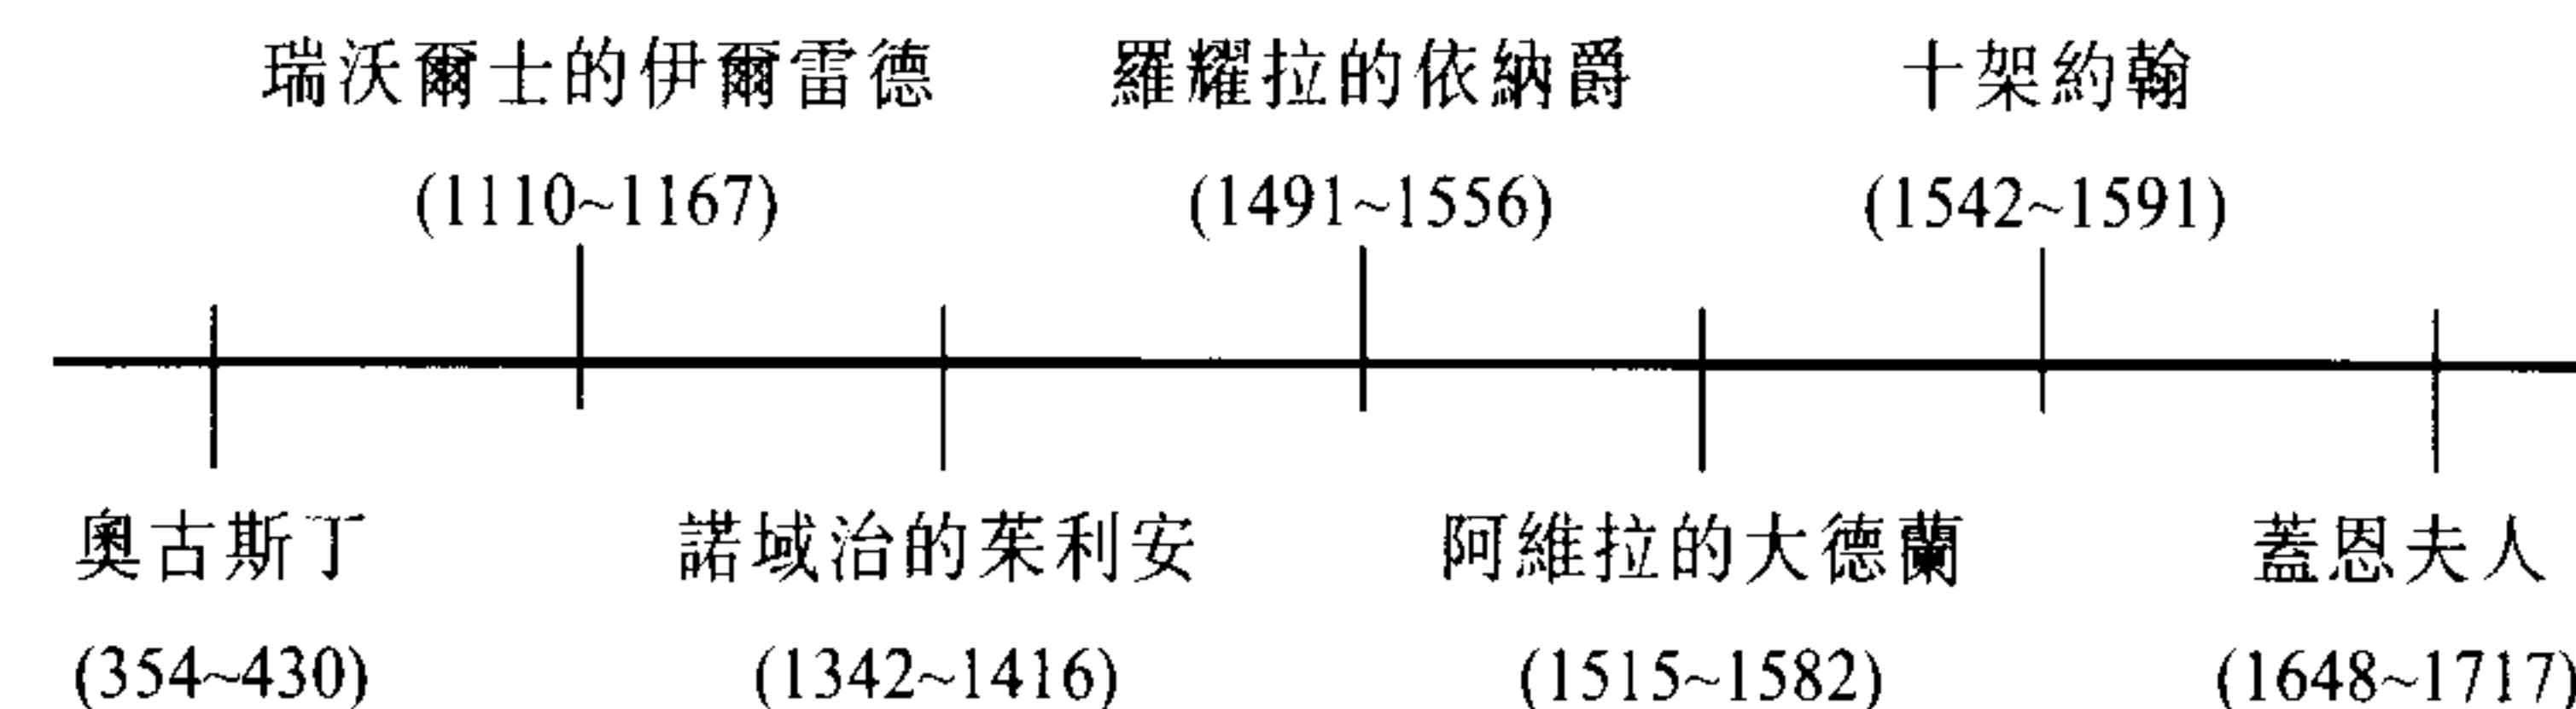 瑞沃爾士的伊爾雷德 羅耀拉的依納爵 十架約翰
(1110~1167) (1491~1556) (1542~1591)
奧古斯丁 諾域治的茱利安 阿維拉的大德蘭 蓋恩夫人
(354~430) (1342~1416) (1515~1582) (1648~1717)